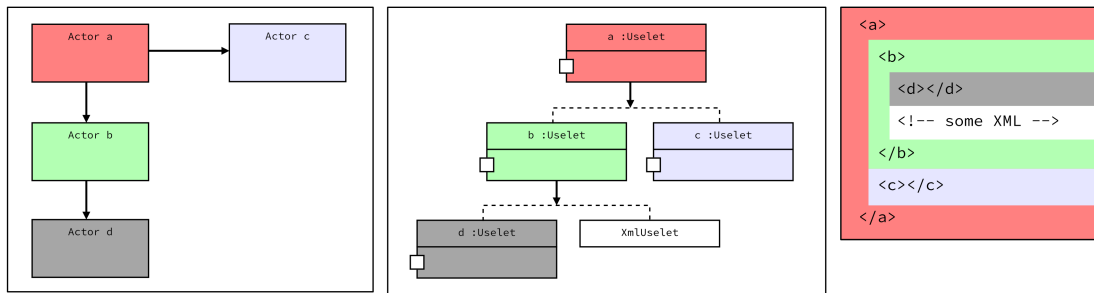 Actor a
Actor c
Actor b
Actor d
a :Uselet
b :Uselet
c :Uselet
d :Uselet
XmlUselet
<a>
<b>
<d></d>
<!-- some XML -->
</b>
<c></c>
</a>